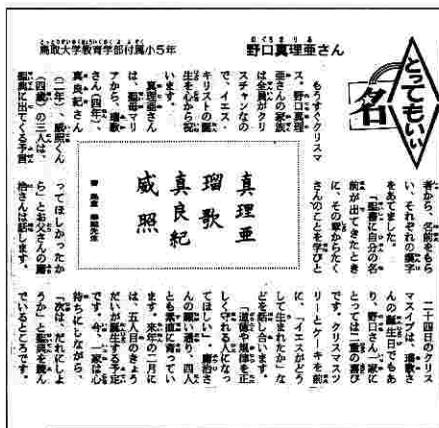 とってもいい名
鳥取大学教育学部付属小5年
野口真理亜さん
もうすぐクリスマ
ス。野口真理
亜さんの家族
は全員がクリ
スチャンなの
で、イエス・
キリストの誕
生を心から祝
います。
真理亜さん
は、聖母マリ
アから、瑠歌
さん(四年)、
真良紀さん
(二年)、威照くん
(四歳)の三人は、
聖典に出てくる予言
者から、名前をもら
い、それぞれの漢字
をあてました。
「聖書に自分の名
前が出てきたとき
に、その章からたく
さんのことを学びと
ってほしかったか
ら」とお父さんの
治さんは話します。
真理亜
瑠歌
真良紀
威照
二十四日のクリス
マスイブは、瑠歌さ
んの誕生日でもあ
り、野口さん一家に
とっては二重の喜び
です。クリスマスツ
リーとケーキを前
に、「イエスがどう
して生まれたか」な
どを話し合います。
「道徳や規律を正
しく守れる人になっ
てほしい」。治さ
んの願い通り、四人
とも素直に育ってい
ます。来年の二月に
は、五人目のきょう
だいが誕生する予定
です。今、一家は心
待ちにしながら、
「次は、だれにしよ
うか」と聖典を読ん
でいるところです。